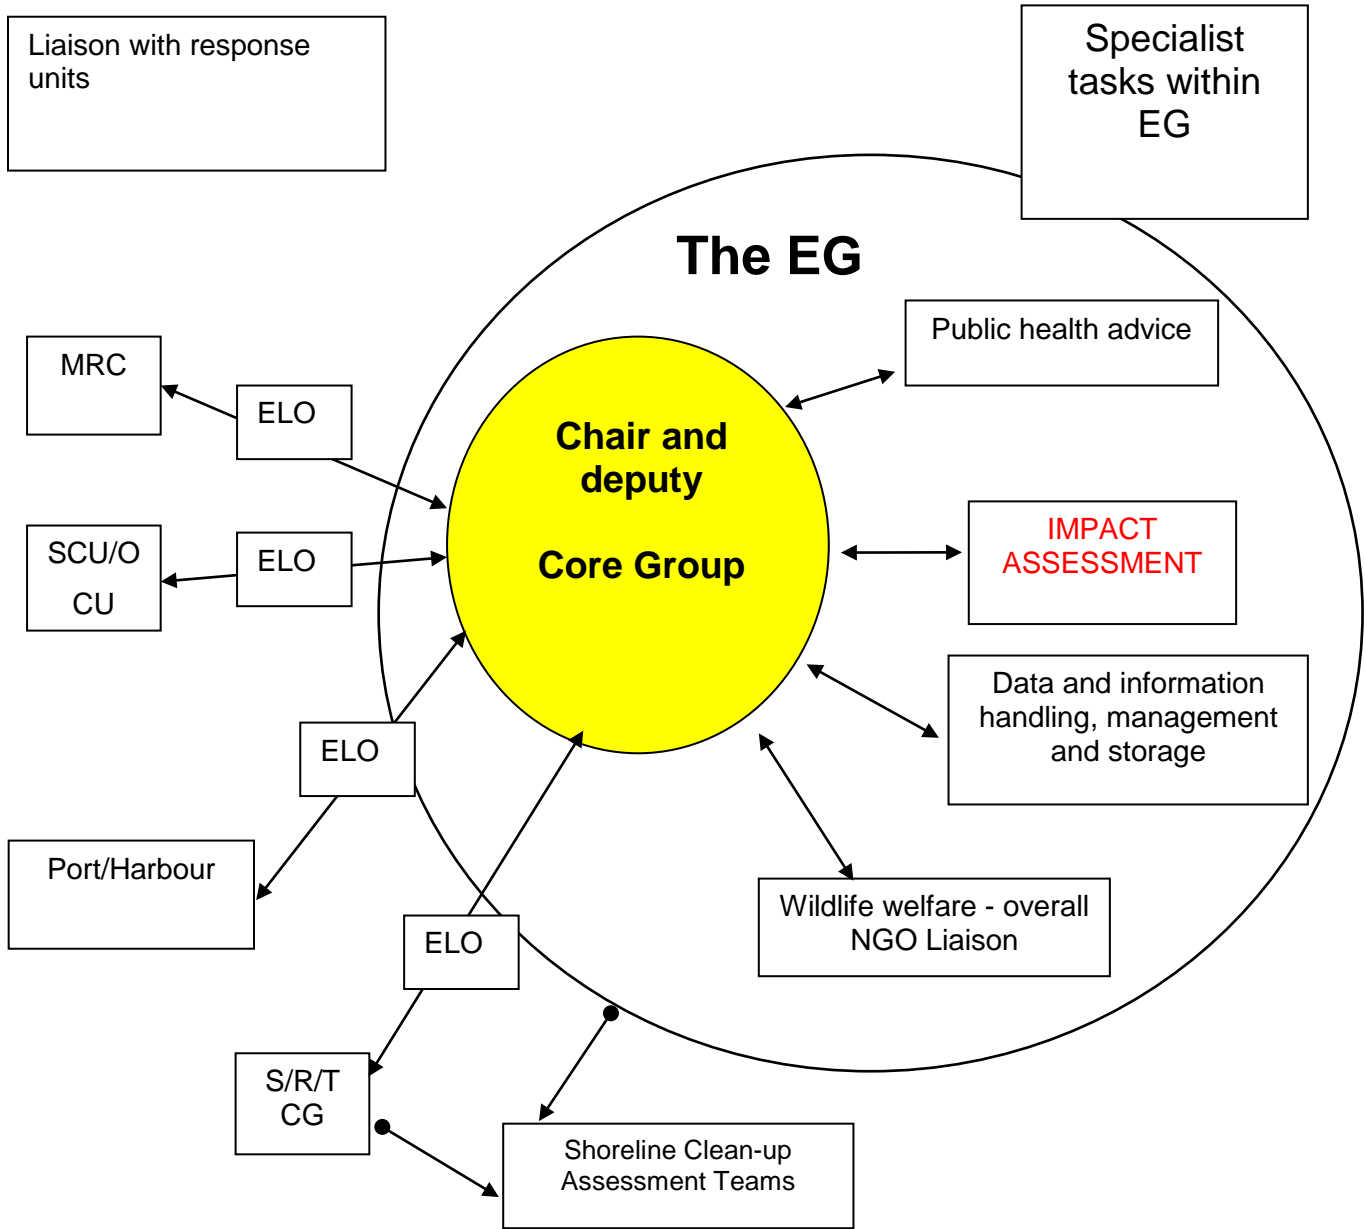 Liaison with response
units
Specialist
tasks within
EG
The EG
Public health advice
MRC
ELO
Chair and
deputy
Core Group
IMPACT
ASSESSMENT
SCU/O
CU
ELO
Data and information
handling, management
and storage
ELO
Port/Harbour
Wildlife welfare - overall
NGO Liaison
ELO
S/R/T
CG
Shoreline Clean-up
Assessment Teams